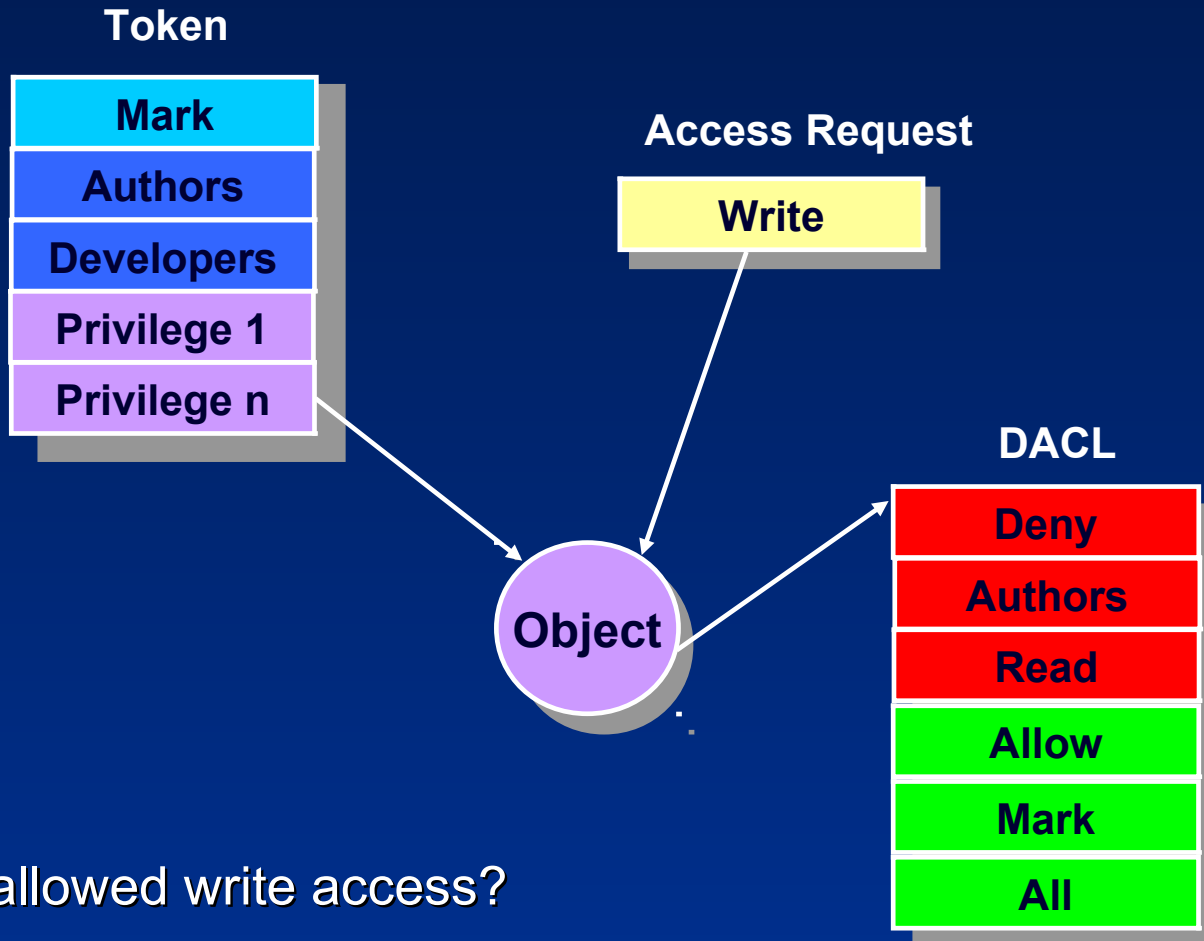 Token
Mark
Authors
Developers
Privilege 1
Privilege n
Access Request
Write
Object
DACL
Deny
Authors
Read
Allow
Mark
All
allowed write access?